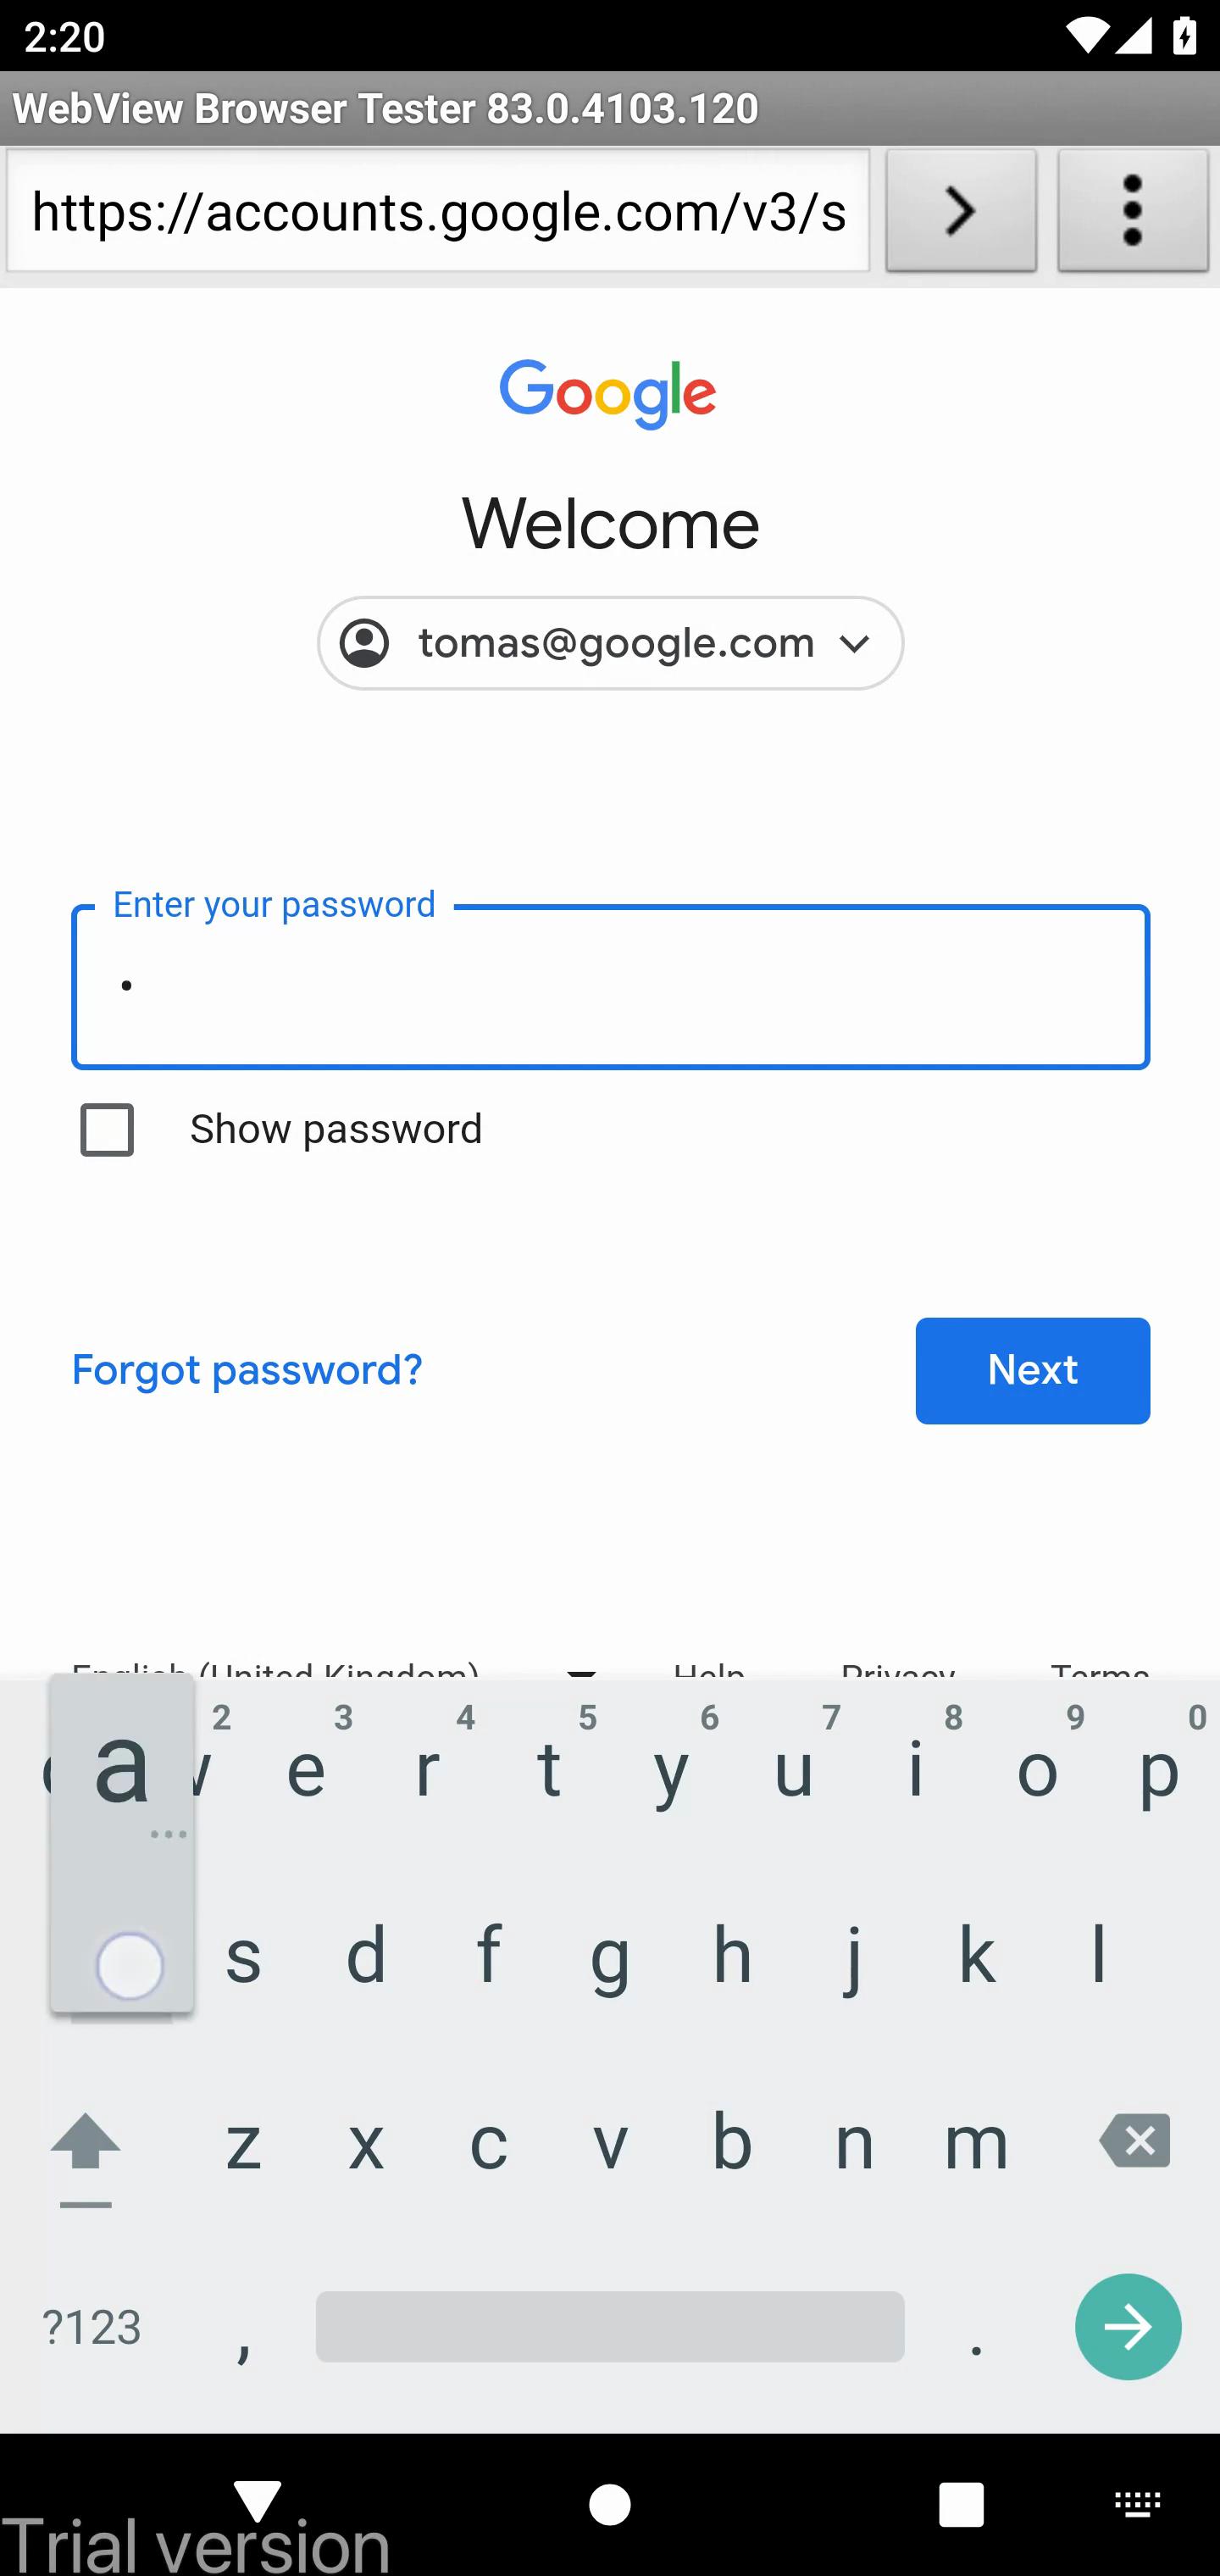 2:20
WebView Browser Tester 83.0.4103.120
https://accounts.google.com/v3/s
Google
Welcome
tomas@google.com
Enter your password
•
Show password
Forgot password?
Next
English (United Kingdom) Help Privacy Terms
2 3 4 5 6 7 8 9 0
a e r t y u i o p
s d f g h j k l
z x c v b n m
?123 , .
Trial version